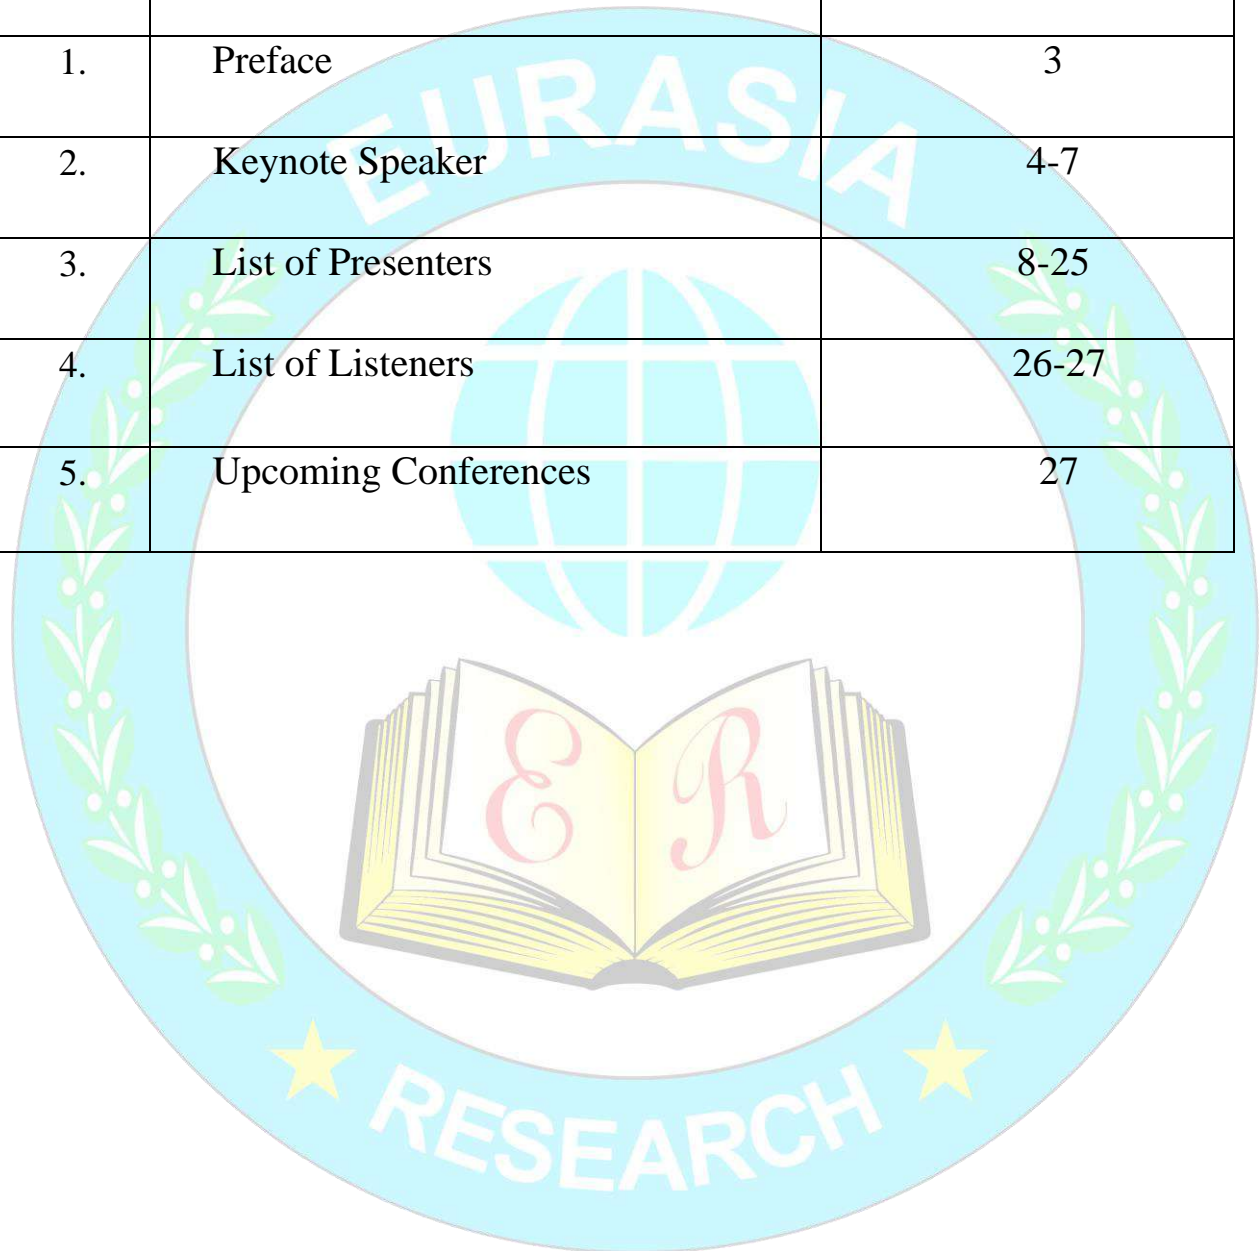 1. Preface 3
2. Keynote Speaker 4-7
3. List of Presenters 8-25
4. List of Listeners 26-27
5. Upcoming Conferences 27
EURASIA
E R
RESEARCH